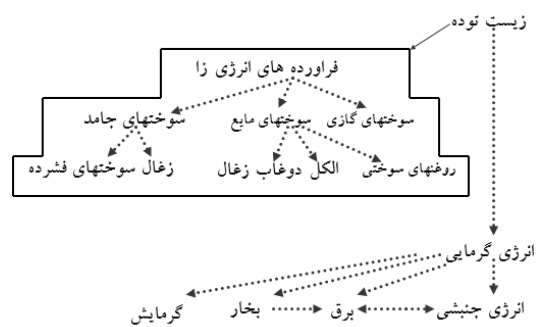 زیست توده
فراورده های انرژی زا
سوختهای گازی سوختهای مایع سوختهای جامد
روغنهای سوختی الکل دوغاب زغال زغال سوختهای فشرده
انرژی گرمایی
انرژی جنبشی برق بخار گرمایش